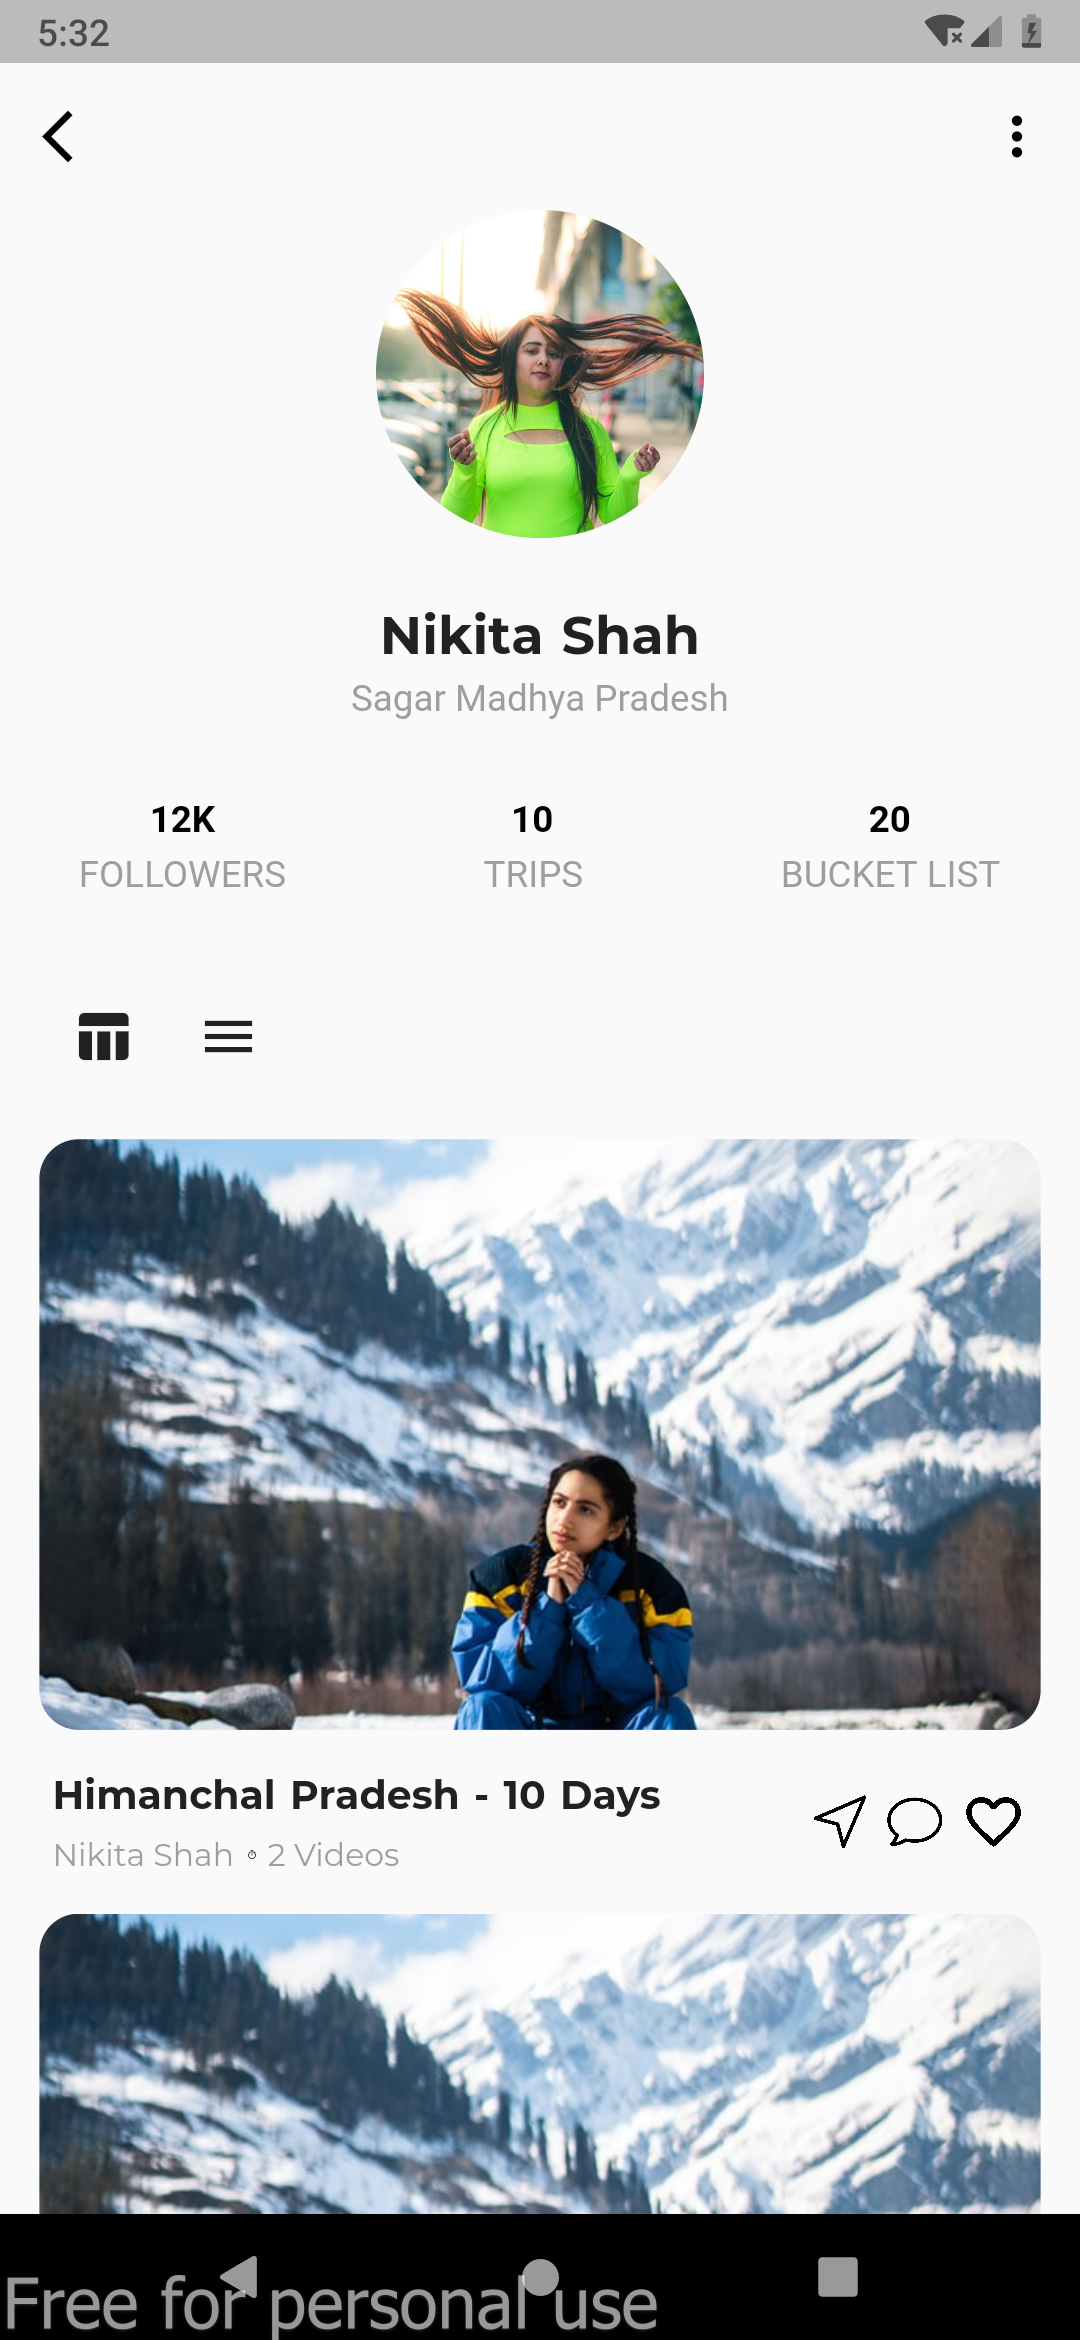 5:32
Nikita Shah
Sagar Madhya Pradesh
12K 10 20
FOLLOWERS TRIPS BUCKET LIST
Himanchal Pradesh - 10 Days
Nikita Shah 2 Videos
Free for personal use